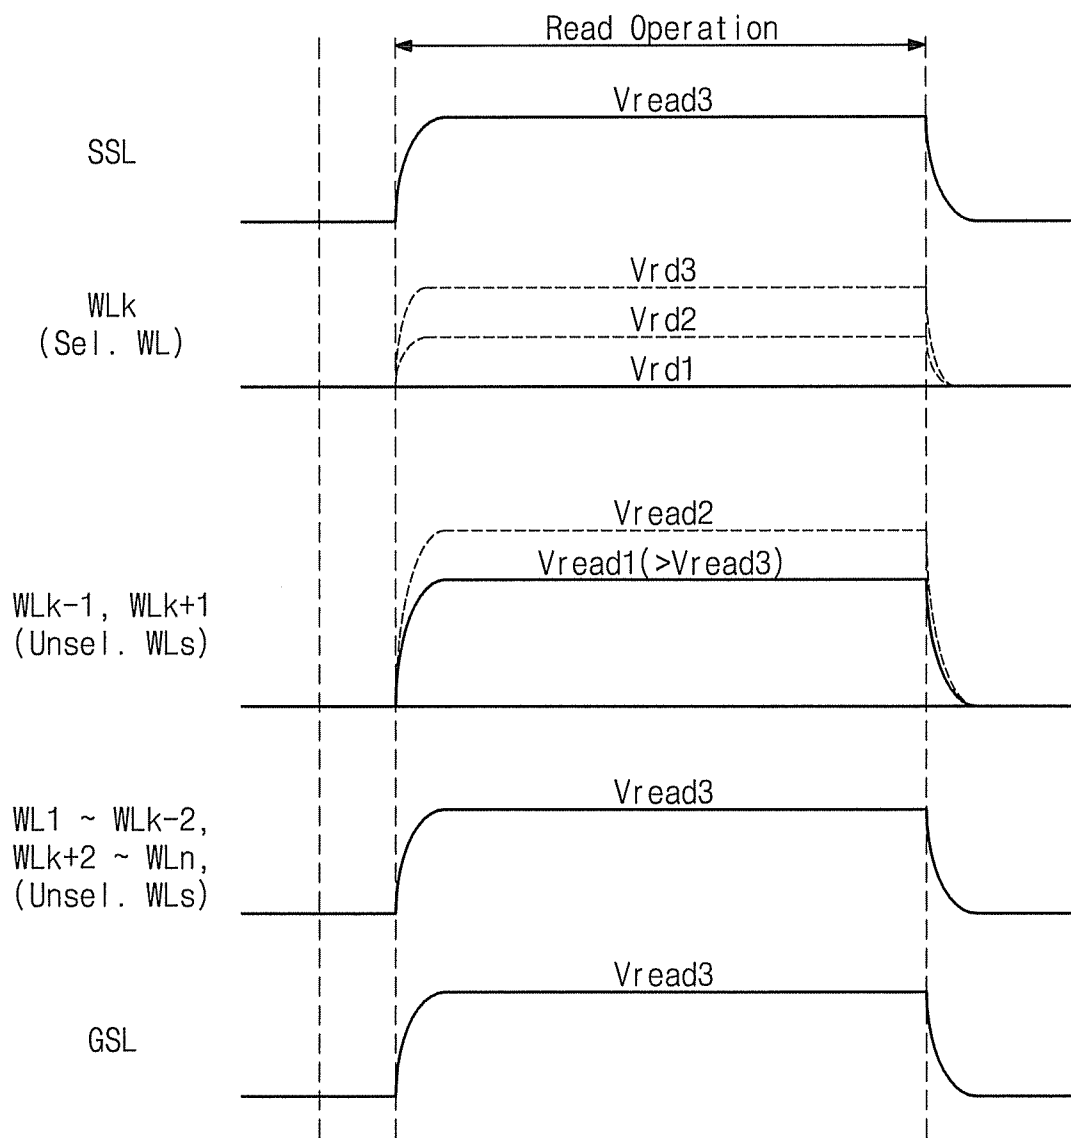 Read Operation
Vread3
SSL
Vrd3
WLk
(Sel. WL)
Vrd2
Vrd1
Vread2
Vread1(>Vread3)
WLk-1, WLk+1
(Unsel. WLs)
Vread3
WL1 ~ WLk-2,
WLk+2 ~ WLn,
(Unsel. WLs)
Vread3
GSL